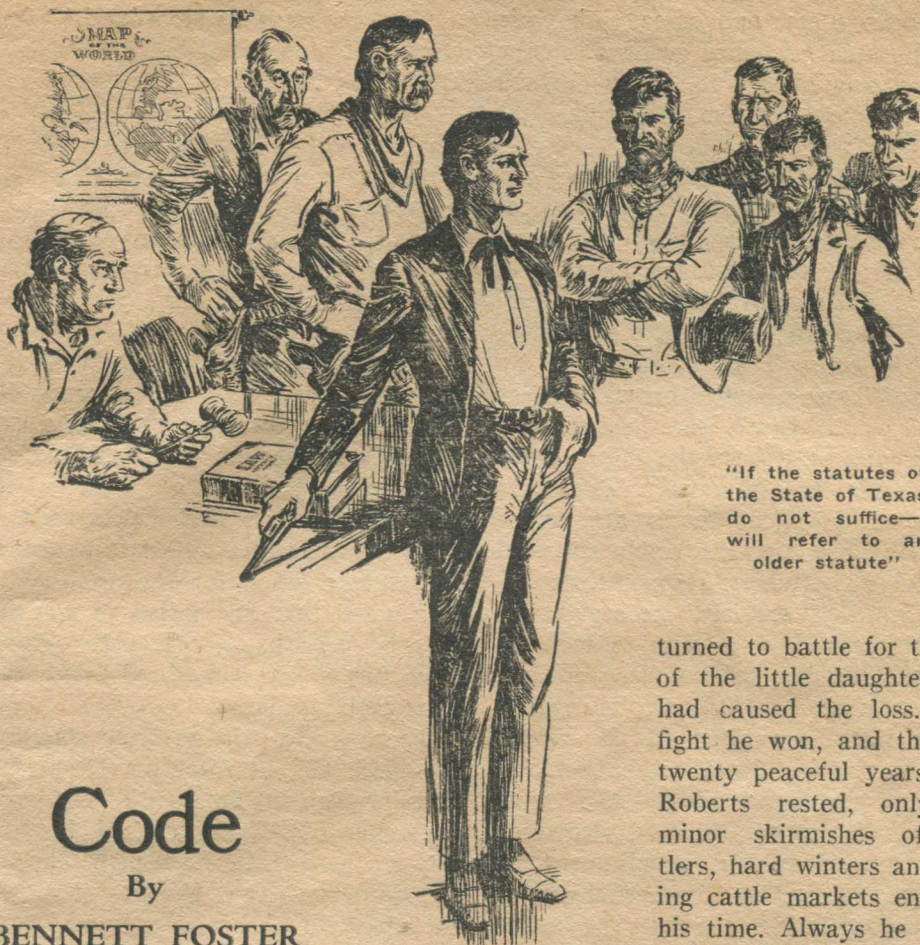 MAP
OF THE
WORLD
"If the statutes of
the State of Texas
do not suffice—
will refer to an
older statute"
Code
By
BENNETT FOSTER
turned to battle for t
of the little daughte
had caused the loss.
fight he won, and th
twenty peaceful years
Roberts rested, onl
minor skirmishes of
tlers, hard winters an
ing cattle markets en
his time. Always he